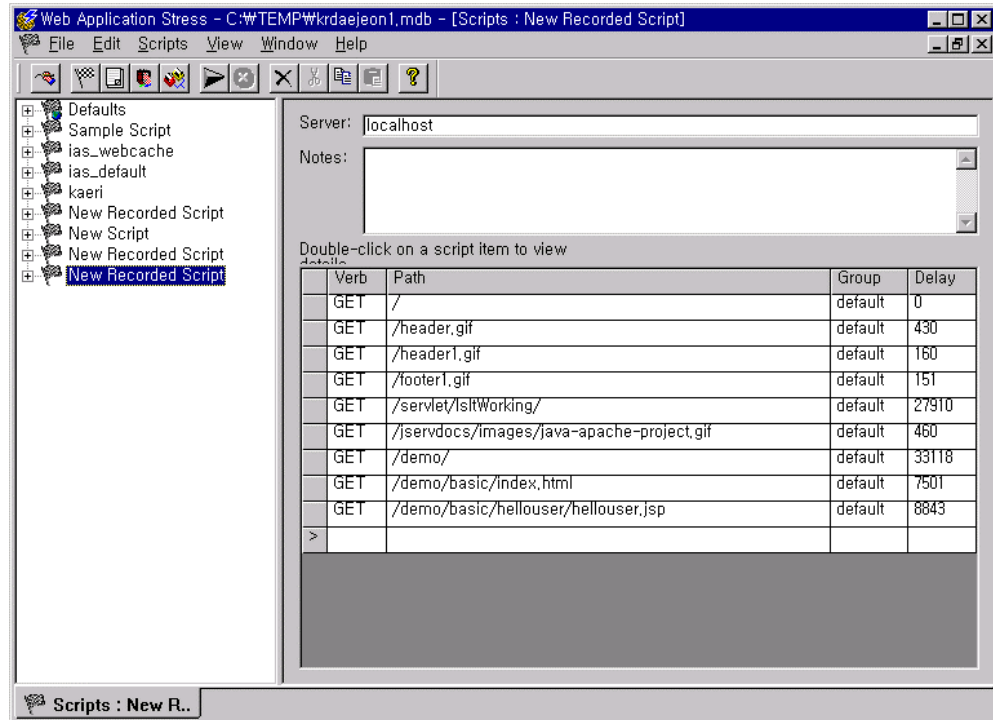 Web Application Stress - C:₩TEMP₩krdaejeon1.mdb - [Scripts : New Recorded Script]
File Edit Scripts View Window Help
Defaults
Sample Script
ias_webcache
ias_default
kaeri
New Recorded Script
New Script
New Recorded Script
New Recorded Script
Server: localhost
Notes:
Double-click on a script item to view
details
Verb Path Group Delay
GET / default 0
GET /header.gif default 430
GET /header1.gif default 160
GET /footer1.gif default 151
GET /servlet/IsItWorking/ default 27910
GET /jservdocs/images/java-apache-project.gif default 460
GET /demo/ default 33118
GET /demo/basic/index.html default 7501
GET /demo/basic/hellouser/hellouser.jsp default 8843
>
Scripts : New R..